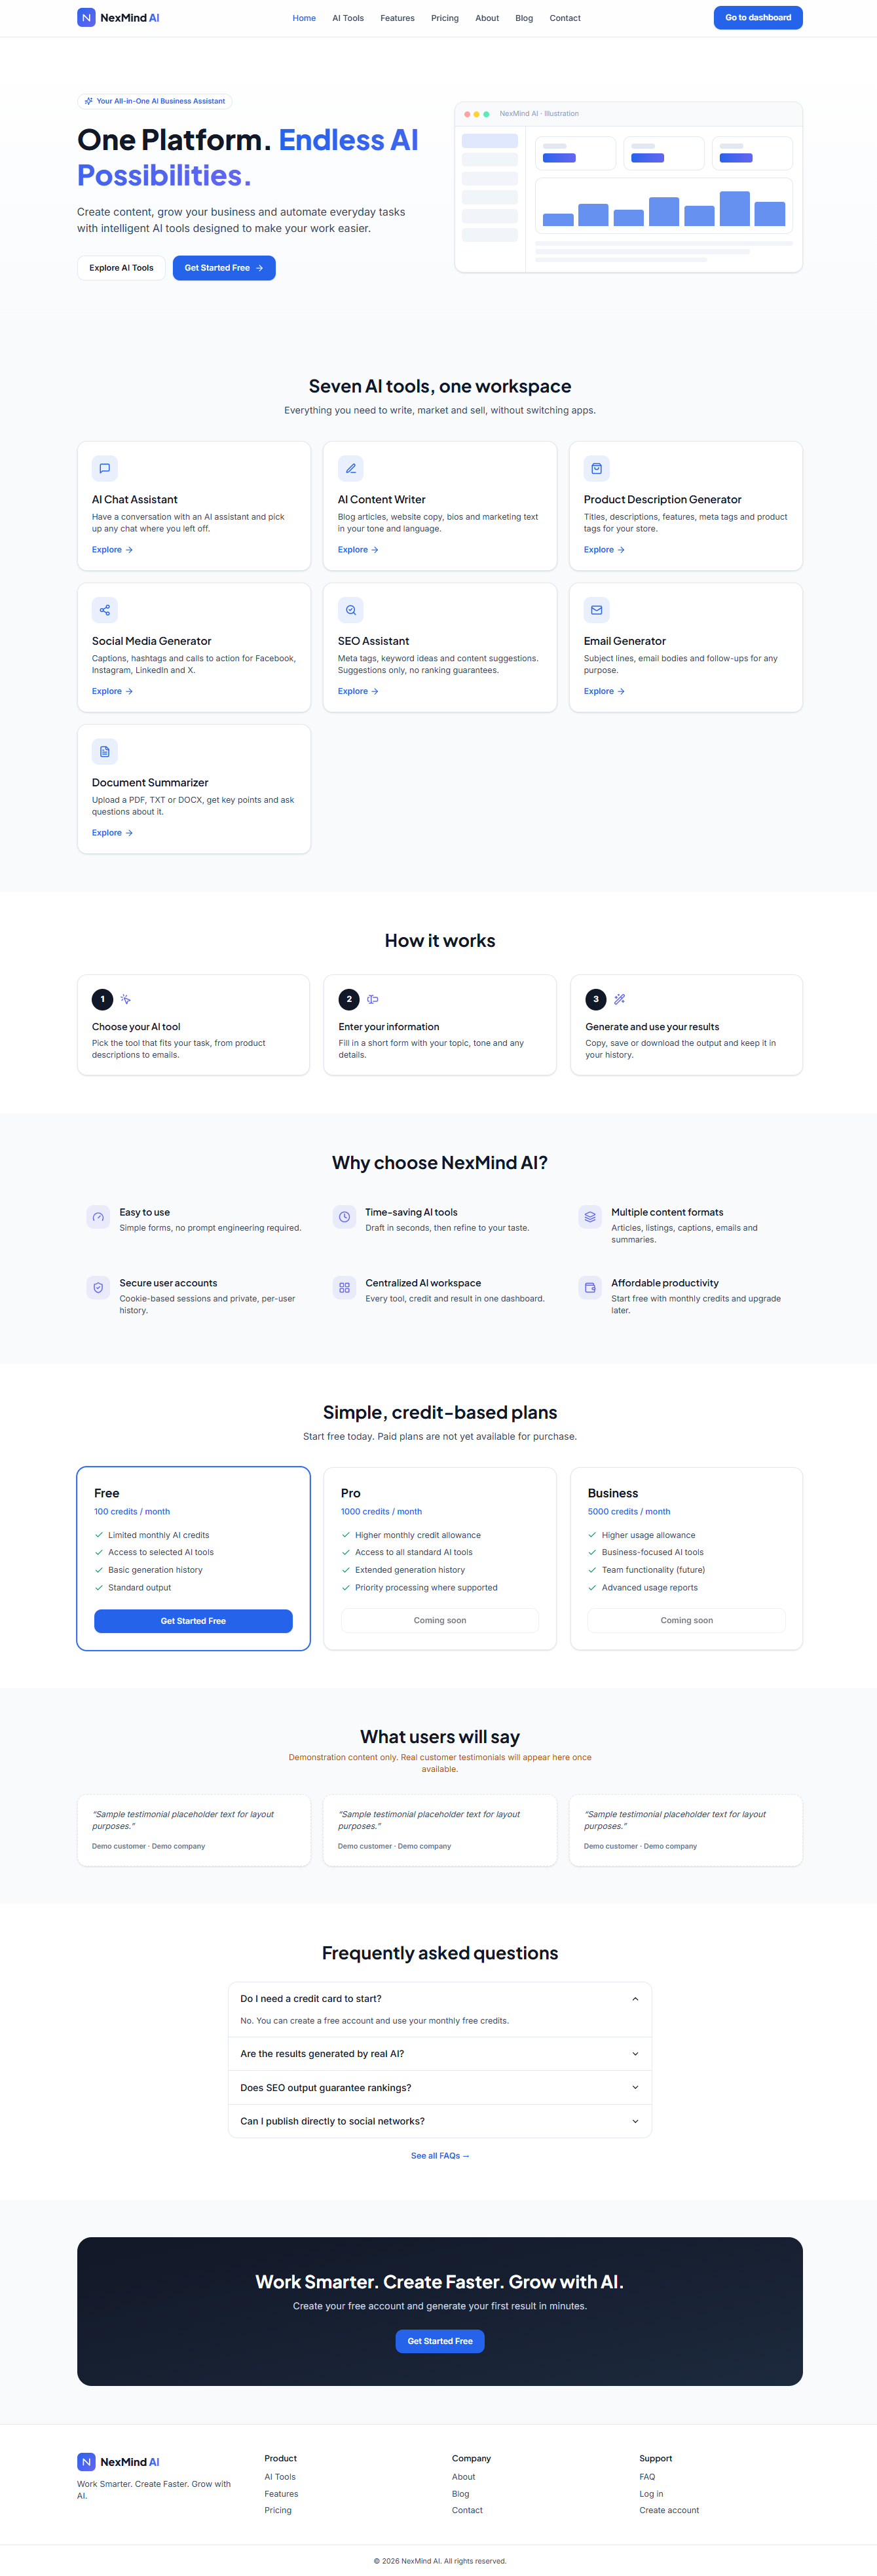 NexMind AI
Home AI Tools Features Pricing About Blog Contact
Go to dashboard
Your All-in-One AI Business Assistant
One Platform. Endless AI
Possibilities.
Create content, grow your business and automate everyday tasks
with intelligent AI tools designed to make your work easier.
Explore AI Tools
Get Started Free →
NexMind AI · Illustration
Seven AI tools, one workspace
Everything you need to write, market and sell, without switching apps.
AI Chat Assistant
Have a conversation with an AI assistant and pick
up any chat where you left off.
Explore →
AI Content Writer
Blog articles, website copy, bios and marketing text
in your tone and language.
Explore →
Product Description Generator
Titles, descriptions, features, meta tags and product
tags for your store.
Explore →
Social Media Generator
Captions, hashtags and calls to action for Facebook,
Instagram, LinkedIn and X.
Explore →
SEO Assistant
Meta tags, keyword ideas and content suggestions.
Suggestions only, no ranking guarantees.
Explore →
Email Generator
Subject lines, email bodies and follow-ups for any
purpose.
Explore →
Document Summarizer
Upload a PDF, TXT or DOCX, get key points and ask
questions about it.
Explore →
How it works
1
Choose your AI tool
Pick the tool that fits your task, from product
descriptions to emails.
2
Enter your information
Fill in a short form with your topic, tone and any
details.
3
Generate and use your results
Copy, save or download the output and keep it in
your history.
Why choose NexMind AI?
Easy to use
Simple forms, no prompt engineering required.
Time-saving AI tools
Draft in seconds, then refine to your taste.
Multiple content formats
Articles, listings, captions, emails and
summaries.
Secure user accounts
Cookie-based sessions and private, per-user
history.
Centralized AI workspace
Every tool, credit and result in one dashboard.
Affordable productivity
Start free with monthly credits and upgrade
later.
Simple, credit-based plans
Start free today. Paid plans are not yet available for purchase.
Free
100 credits / month
Limited monthly AI credits
Access to selected AI tools
Basic generation history
Standard output
Get Started Free
Pro
1000 credits / month
Higher monthly credit allowance
Access to all standard AI tools
Extended generation history
Priority processing where supported
Coming soon
Business
5000 credits / month
Higher usage allowance
Business-focused AI tools
Team functionality (future)
Advanced usage reports
Coming soon
What users will say
Demonstration content only. Real customer testimonials will appear here once
available.
"Sample testimonial placeholder text for layout
purposes."
Demo customer · Demo company
"Sample testimonial placeholder text for layout
purposes."
Demo customer · Demo company
"Sample testimonial placeholder text for layout
purposes."
Demo customer · Demo company
Frequently asked questions
Do I need a credit card to start?
No. You can create a free account and use your monthly free credits.
Are the results generated by real AI?
Does SEO output guarantee rankings?
Can I publish directly to social networks?
See all FAQs →
Work Smarter. Create Faster. Grow with AI.
Create your free account and generate your first result in minutes.
Get Started Free
NexMind AI
Work Smarter. Create Faster. Grow with
AI.
Product
AI Tools
Features
Pricing
Company
About
Blog
Contact
Support
FAQ
Log in
Create account
© 2026 NexMind AI. All rights reserved.